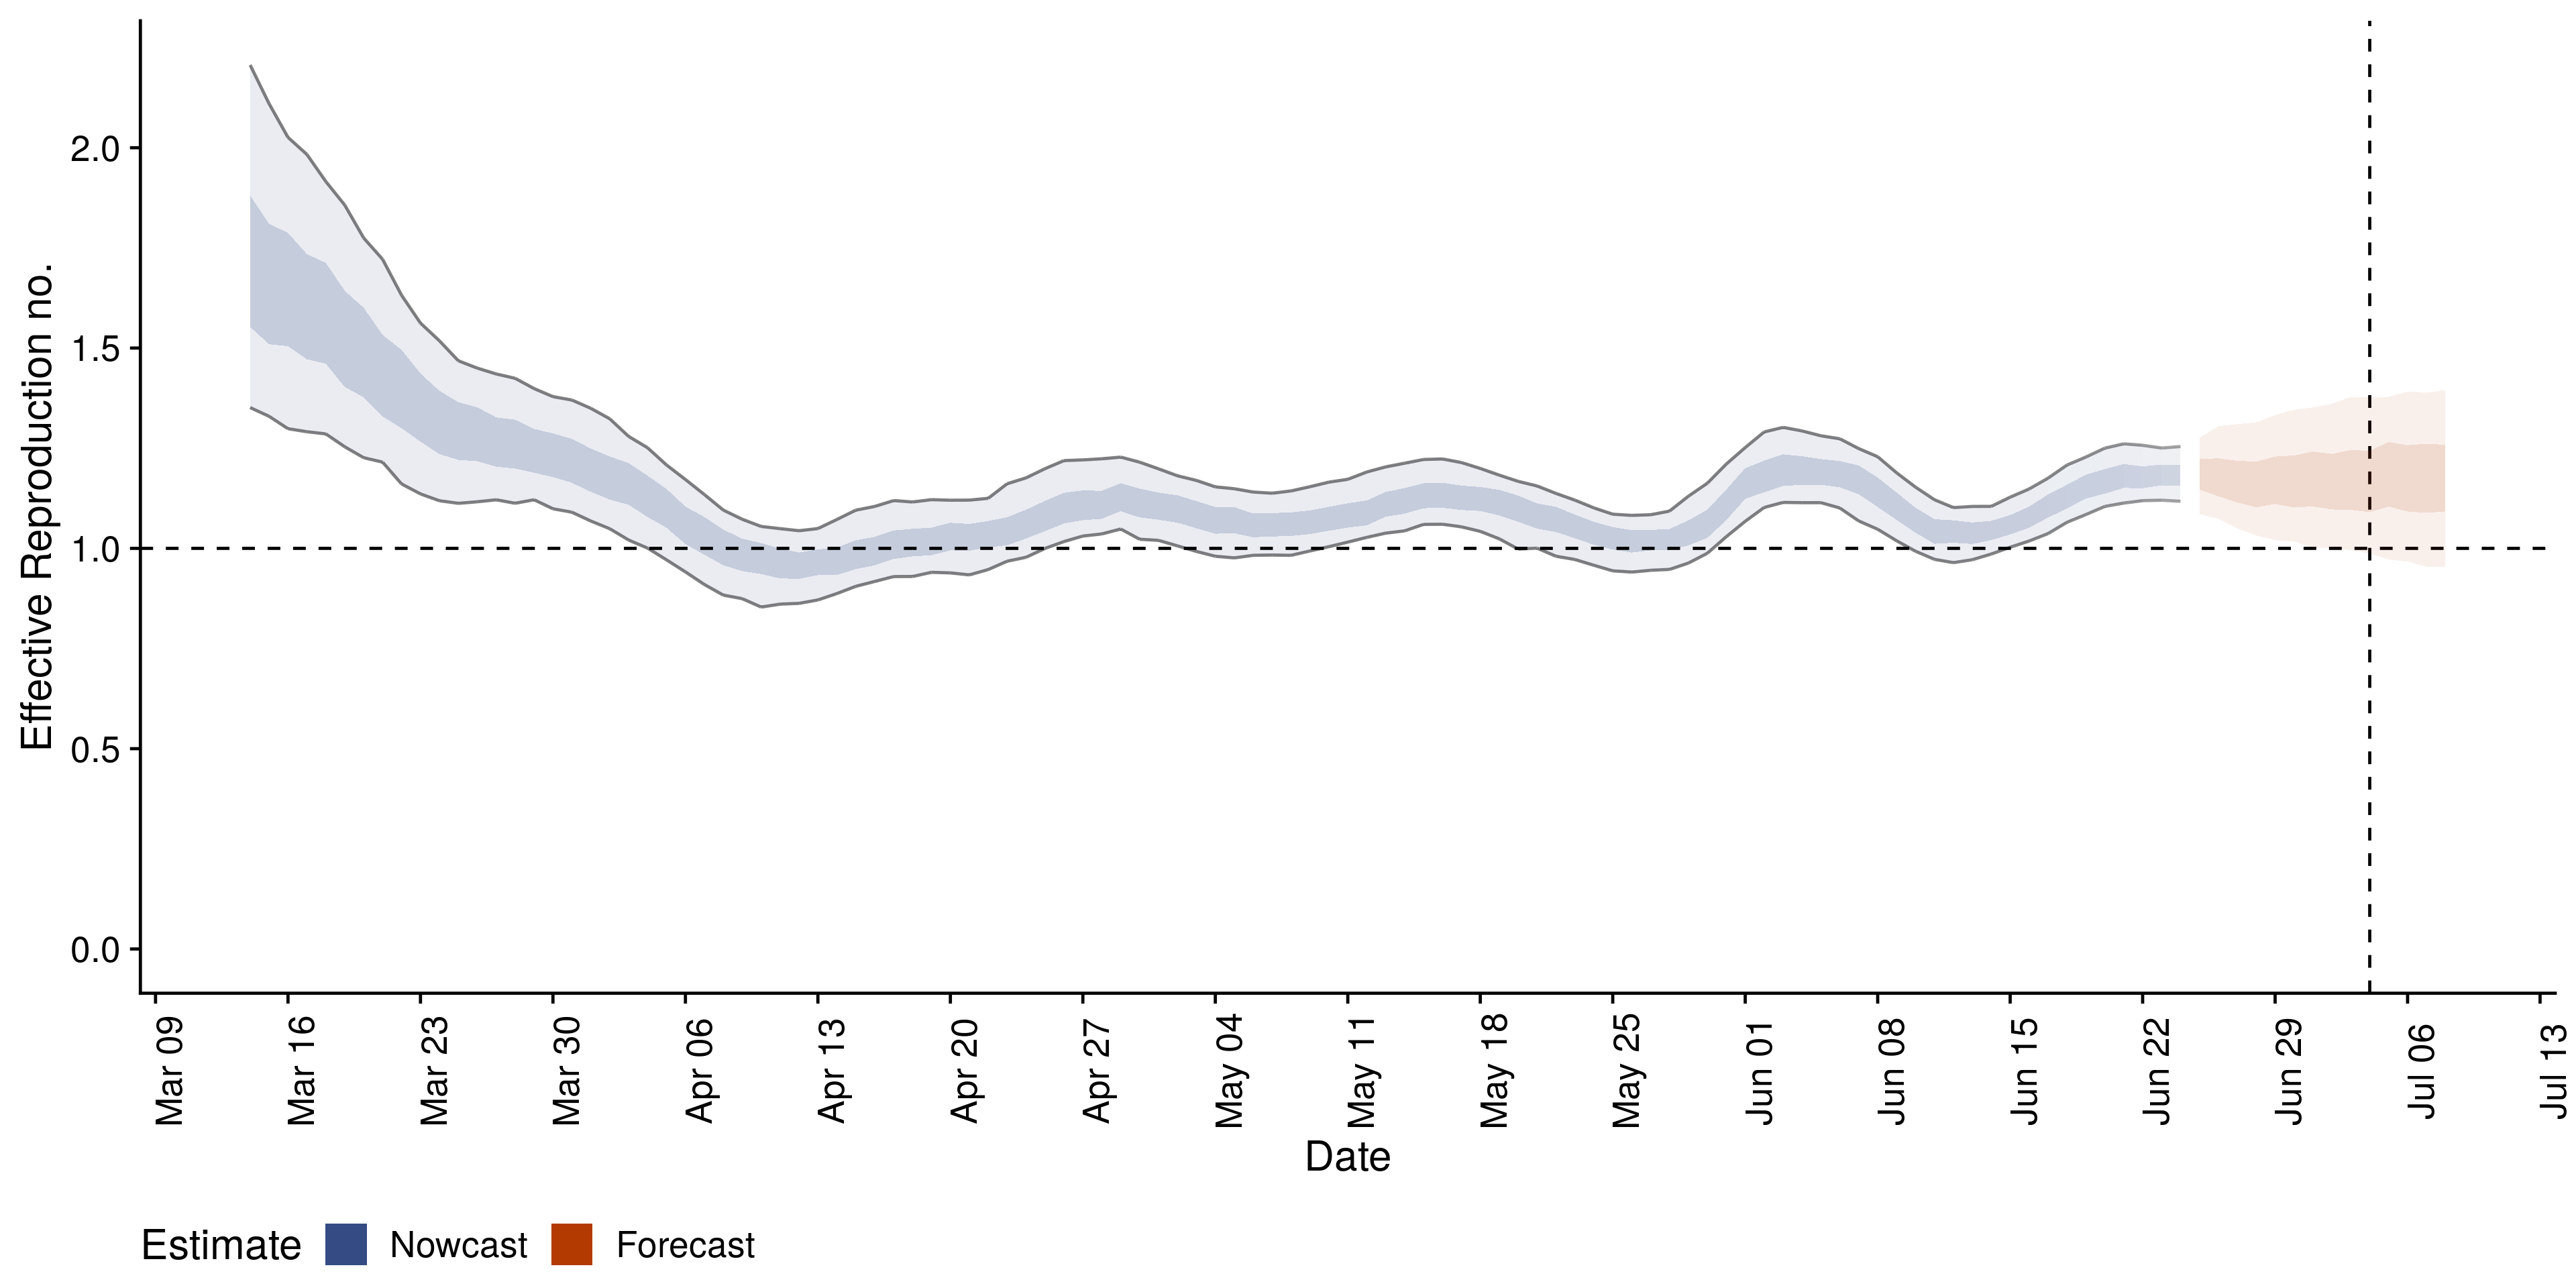 Effective Reproduction no.
2.0
1.5
1.0
0.5
0.0
Mar 09
Mar 16
Mar 23
Mar 30
Apr 06
Apr 13
Apr 20
Apr 27
May 04
May 11
May 18
May 25
Jun 01
Jun 08
Jun 15
Jun 22
Jun 29
Jul 06
Jul 13
Date
Estimate Nowcast Forecast